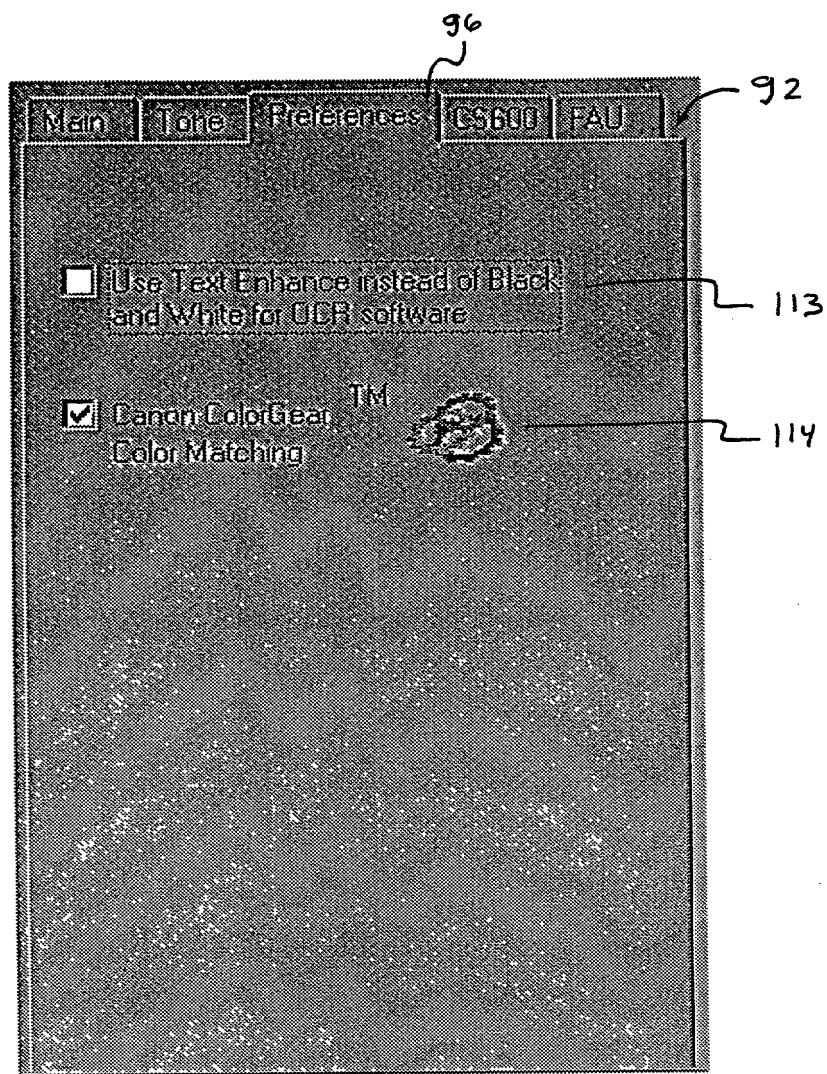 96
92
Main Tone Preferences CS600 FAU
Use Text Enhance instead of Black
and White for OCR software
113
Canon ColorGear TM
Color Matching
114